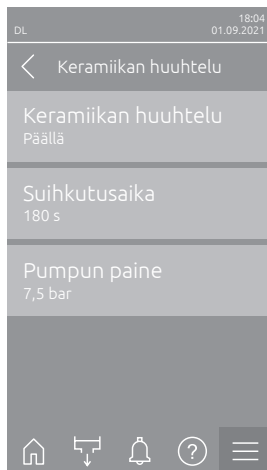 18:04
DL 01.09.2021
Keramiikan huuhtelu
Keramiikan huuhtelu
Päällä
Suihkutusaika
180 s
Pumpun paine
7,5 bar
?